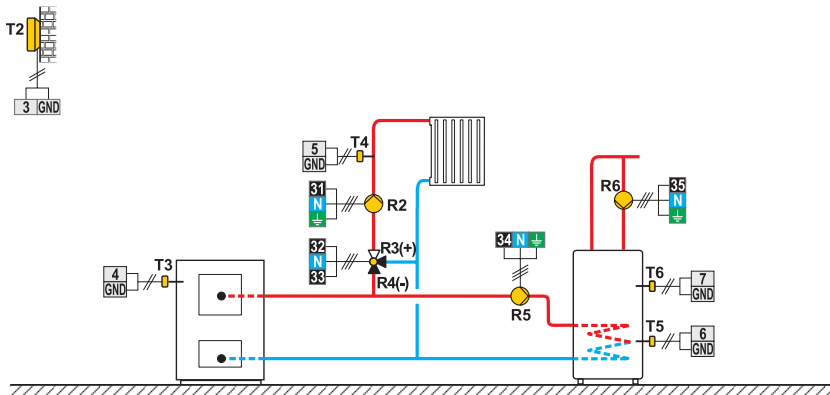 T2
3 GND
5
GND
T4
31
N
R2
32
N
33
R3(+)
R4(-)
4
GND
T3
34 N
R5
R6
35
N
T6
7
GND
T5
6
GND